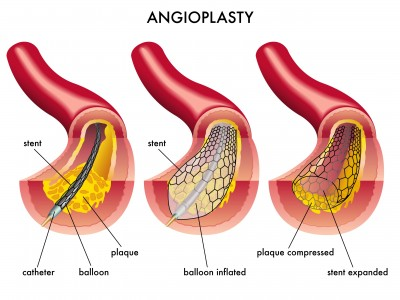 ANGIOPLASTY
stent
stent
plaque
plaque compressed
catheter
balloon
balloon inflated
stent expanded